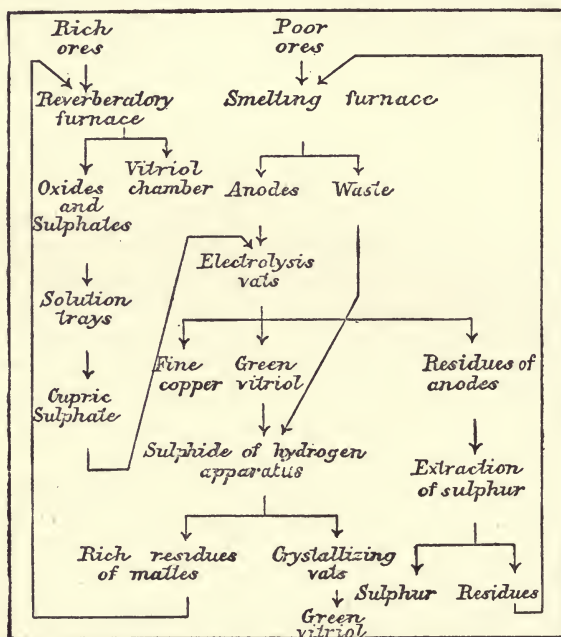 Rich
ores
Poor
ores
Reverberatory
furnace
Smelting furnace
Oxides
and
Sulphates
Vitriol
chamber
Anodes
Waste
Electrolysis
vats
Solution
trays
Fine
copper
Green
vitriol
Residues of
anodes
Cupric
Sulphate
Sulphide of hydrogen
apparatus
Extraction
of sulphur
Rich residues
of mattes
Crystallizing
vats
Sulphur
Residues
Green
vitriol